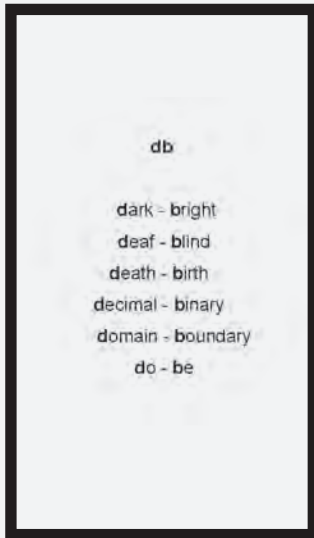 db
dark - bright
deaf - blind
death - birth
decimal - binary
domain - boundary
do - be